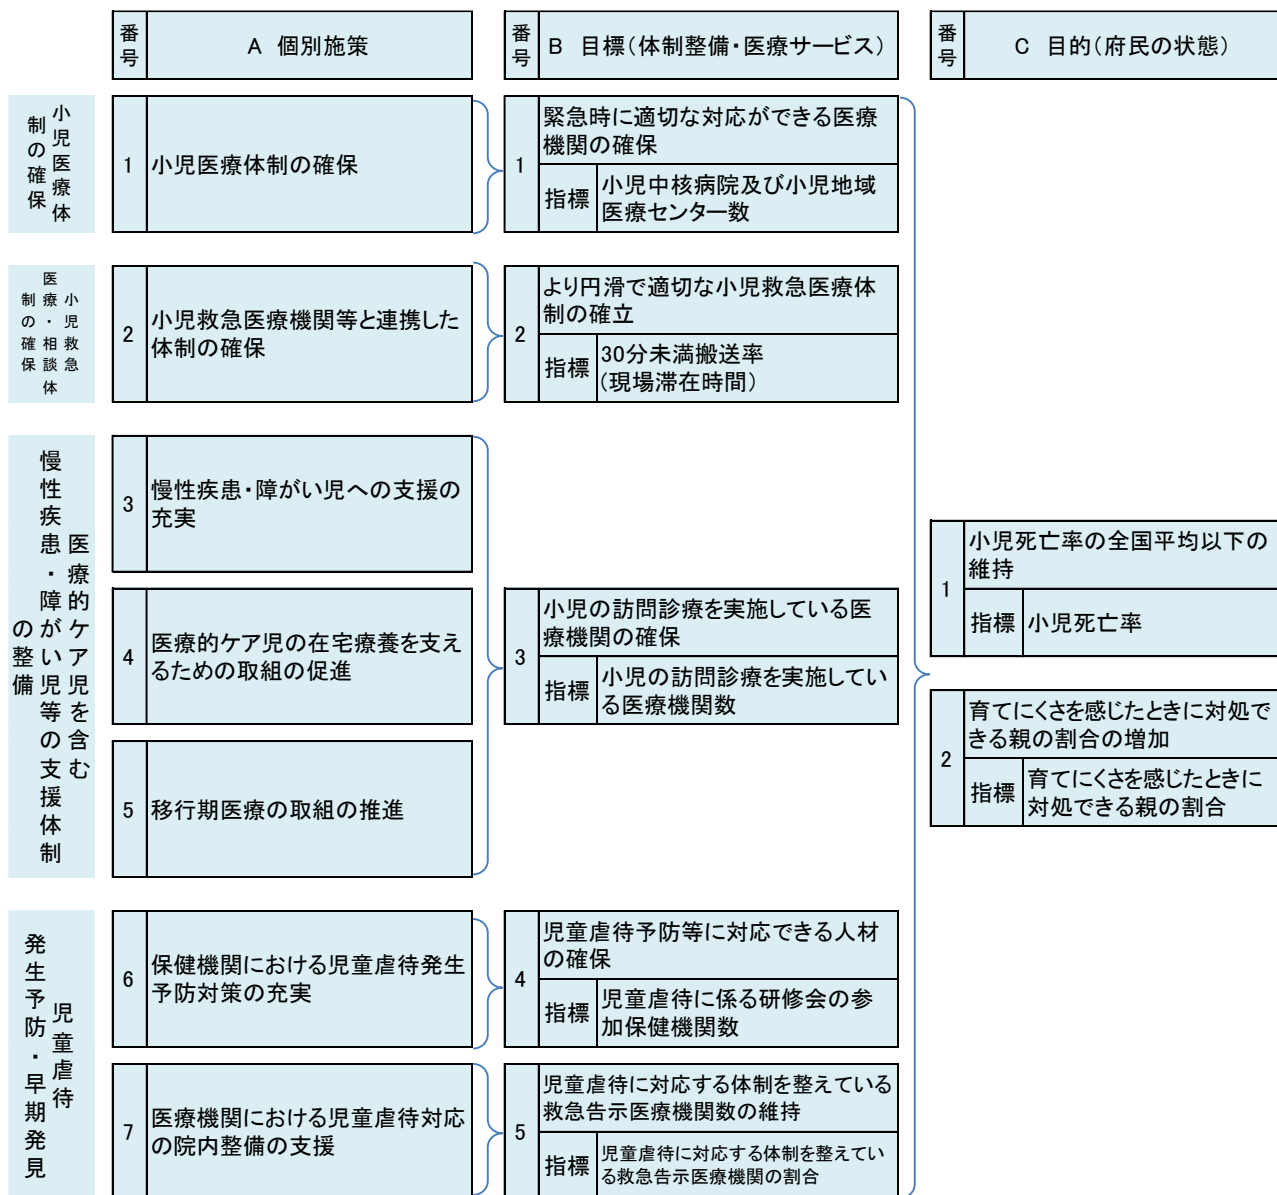 番号
A 個別施策
番号
B 目標(体制整備・医療サービス)
番号
C 目的(府民の状態)
小児医療体
制の確保
1
小児医療体制の確保
1
緊急時に適切な対応ができる医療
機関の確保
指標
小児中核病院及び小児地域
医療センター数
小児救急
医療・相談体
制の確保
2
小児救急医療機関等と連携した
体制の確保
2
より円滑で適切な小児救急医療体
制の確立
指標
30分未満搬送率
(現場滞在時間)
医療的ケア児を含む
慢性疾患・障がい児等の支援体制
の整備
3
慢性疾患・障がい児への支援の
充実
4
医療的ケア児の在宅療養を支え
るための取組の促進
5
移行期医療の取組の推進
3
小児の訪問診療を実施している医
療機関の確保
指標
小児の訪問診療を実施してい
る医療機関数
児童虐待
発生予防・早期発見
6
保健機関における児童虐待発生
予防対策の充実
4
児童虐待予防等に対応できる人材
の確保
指標
児童虐待に係る研修会の参
加保健機関数
7
医療機関における児童虐待対応
の院内整備の支援
5
児童虐待に対応する体制を整えている
救急告示医療機関数の維持
指標
児童虐待に対応する体制を整えてい
る救急告示医療機関の割合
1
小児死亡率の全国平均以下の
維持
指標
小児死亡率
2
育てにくさを感じたときに対処で
きる親の割合の増加
指標
育てにくさを感じたときに
対処できる親の割合